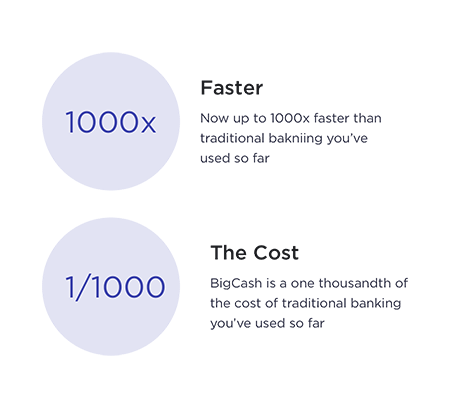 1000x
Faster
Now up to 1000x faster than
traditional bakniing you've
used so far
1/1000
The Cost
BigCash is a one thousandth of
the cost of traditional banking
you've used so far